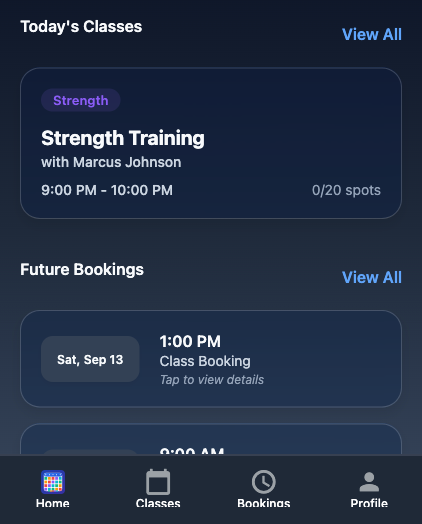 Today's Classes
View All
Strength
Strength Training
with Marcus Johnson
9:00 PM - 10:00 PM
0/20 spots
Future Bookings
View All
Sat, Sep 13
1:00 PM
Class Booking
Tap to view details
9:00 AM
Home
Classes
Bookings
Profile